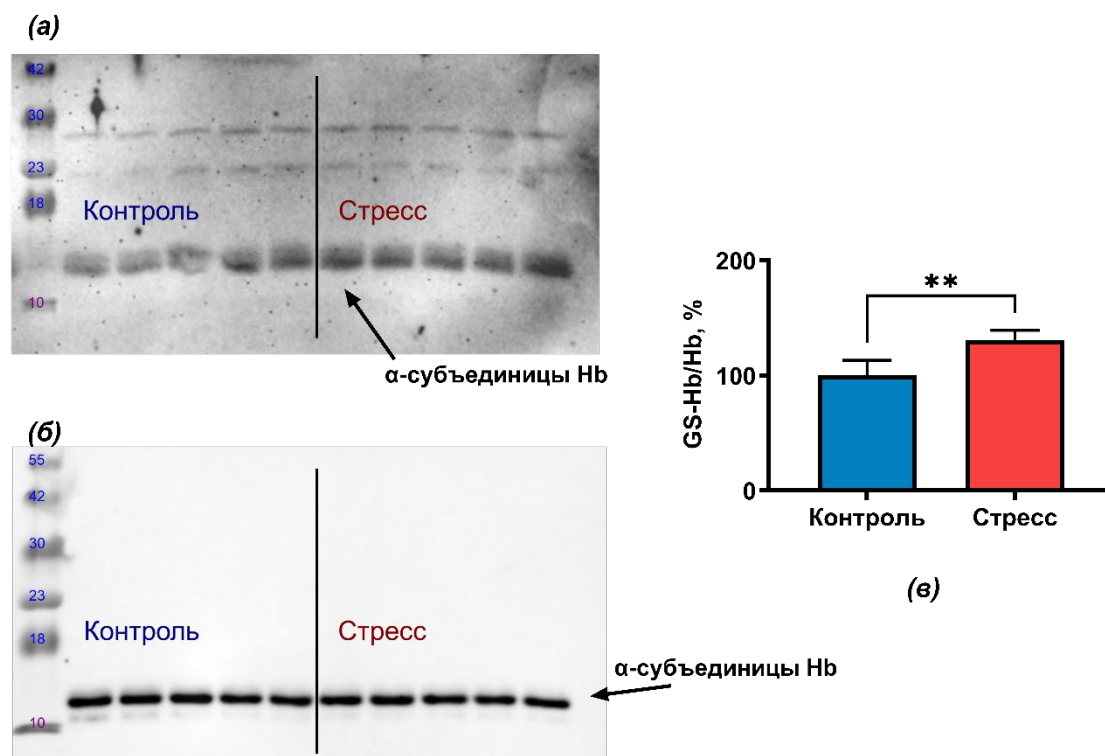 (а)
42
30
23
18
10
Контроль
Стресс
α-субъединицы Hb
(б)
55
42
30
23
18
10
Контроль
Стресс
α-субъединицы Hb
200
100
0
GS-Hb/Hb, %
**
Контроль
Стресс
(в)